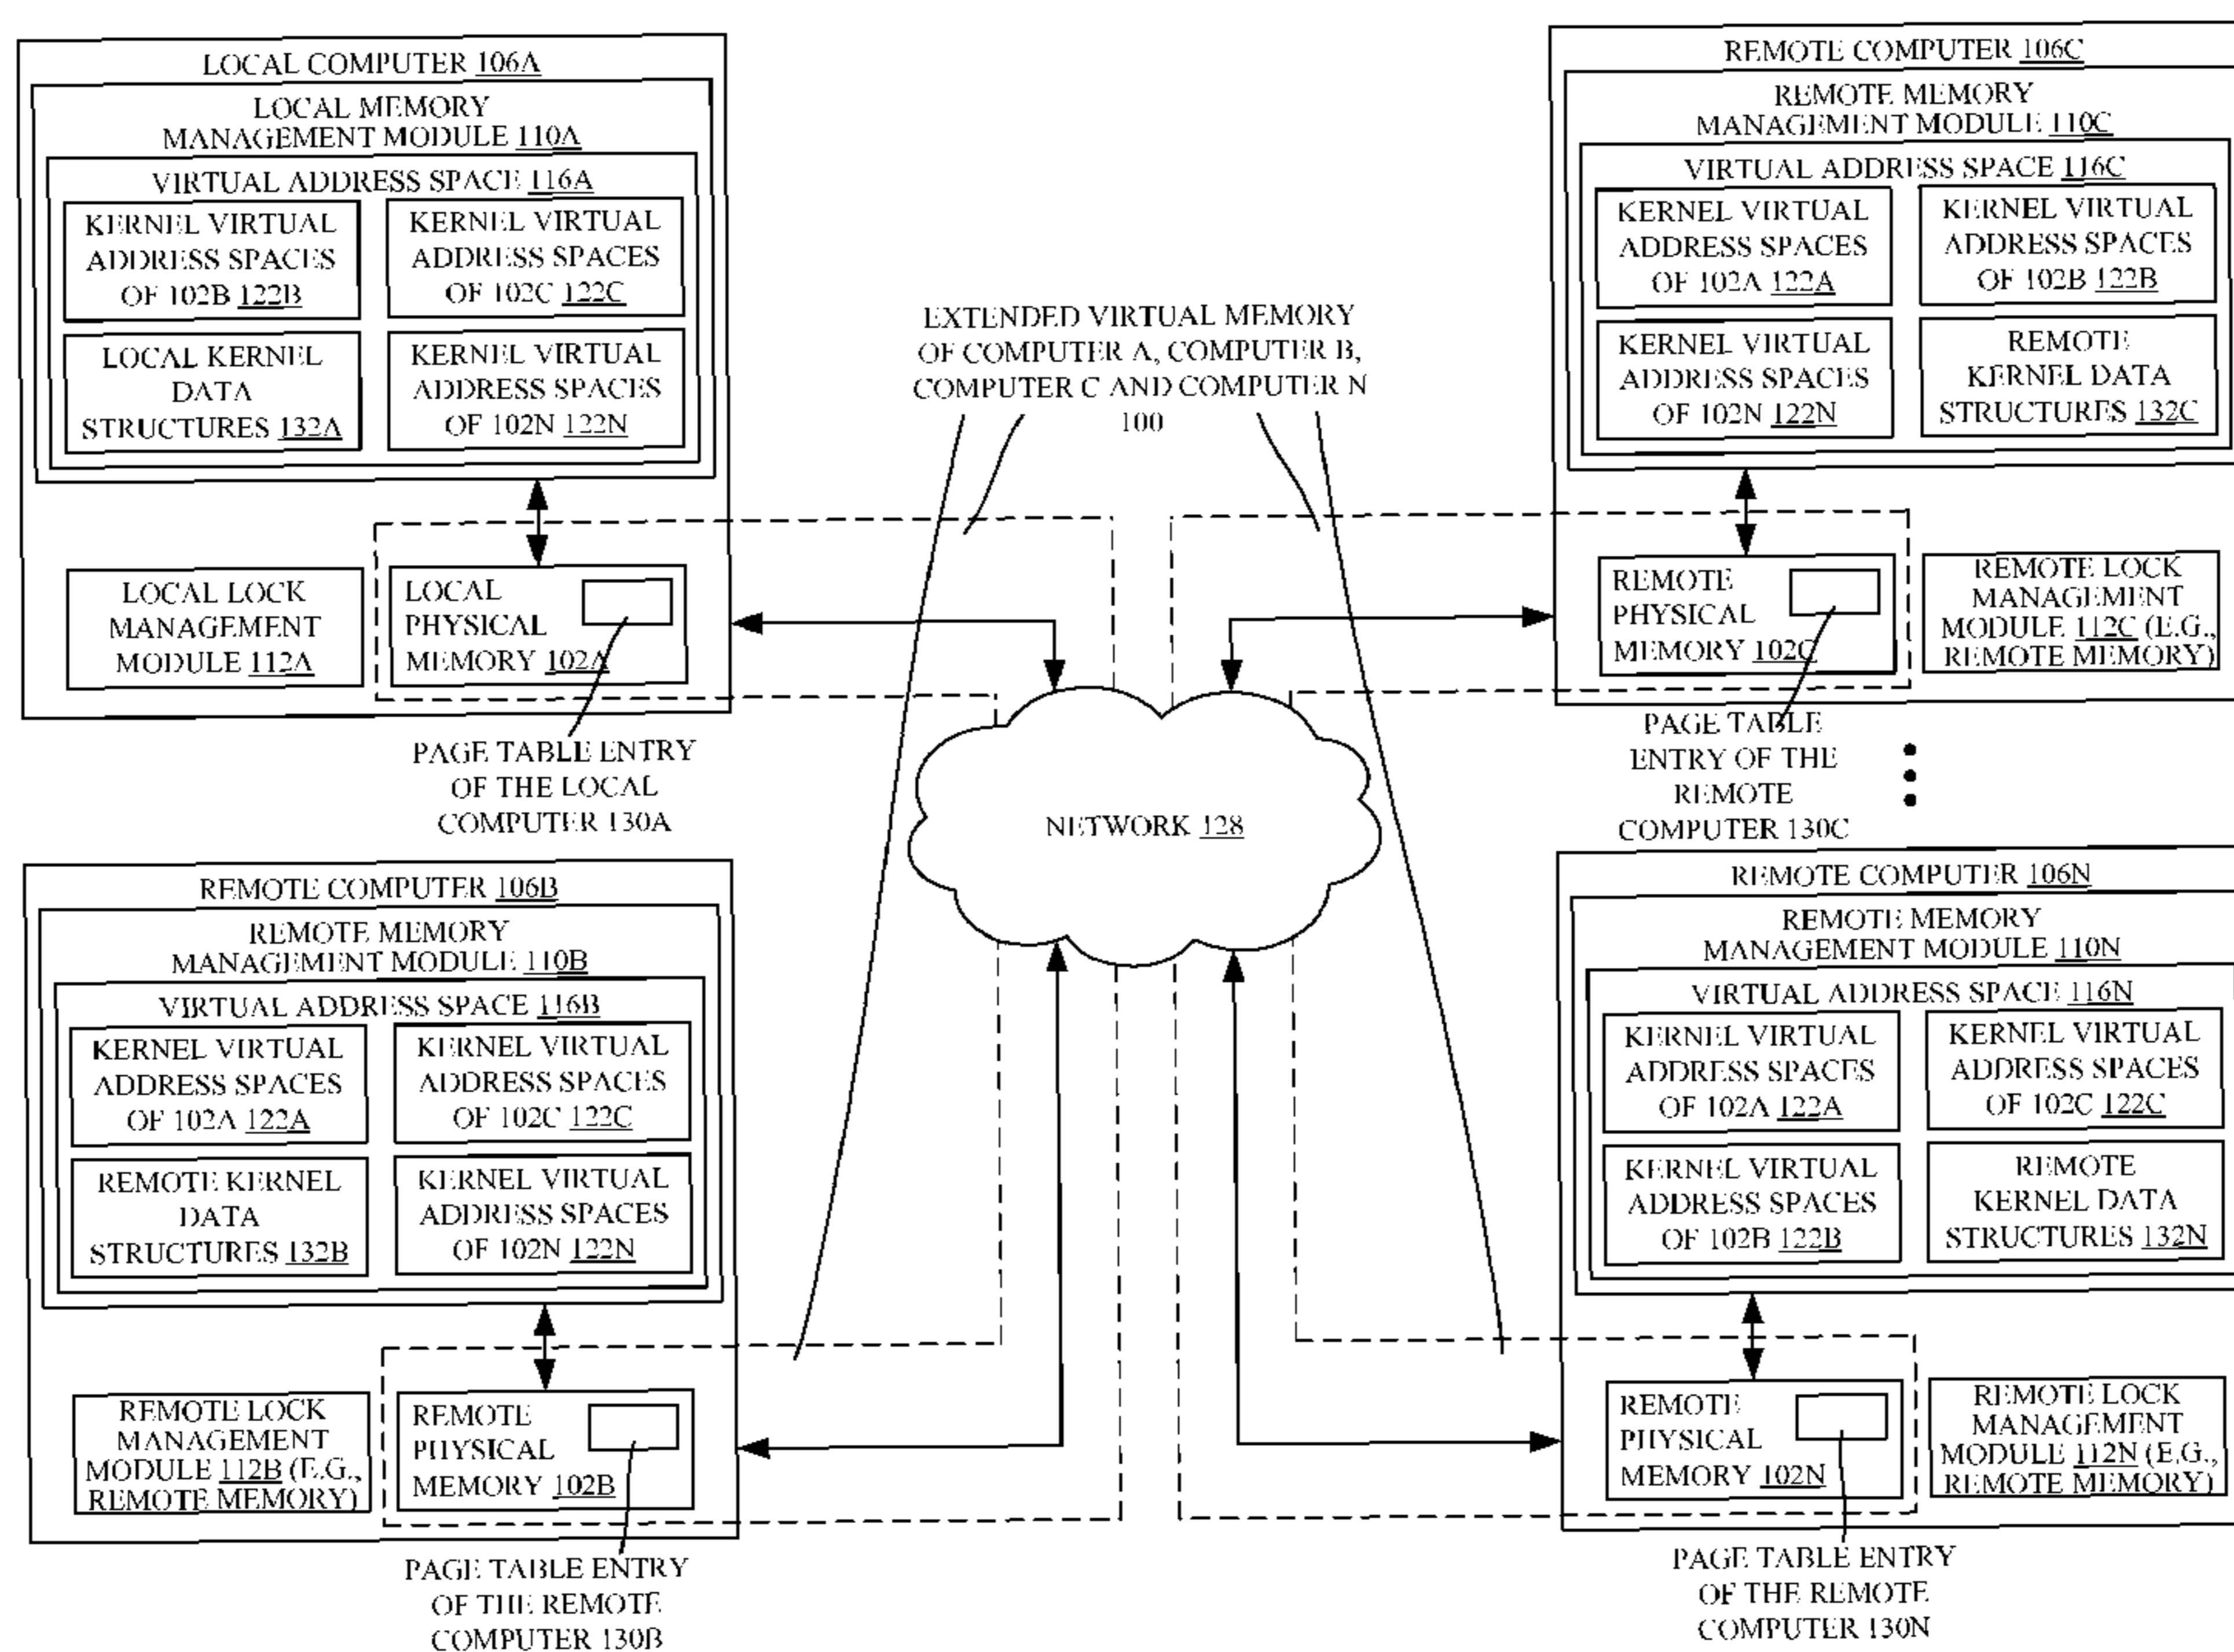 LOCAL COMPUTER 106A
LOCAL MEMORY
MANAGEMENT MODULE 110A
VIRTUAL ADDRESS SPACE 116A
KERNEL VIRTUAL
ADDRESS SPACES
OF 102B 122B
KERNEL VIRTUAL
ADDRESS SPACES
OF 102C 122C
LOCAL KERNEL
DATA
STRUCTURES 132A
KERNEL VIRTUAL
ADDRESS SPACES
OF 102N 122N
LOCAL LOCK
MANAGEMENT
MODULE 112A
LOCAL
PHYSICAL
MEMORY 102A
PAGE TABLE ENTRY
OF THE LOCAL
COMPUTER 130A
EXTENDED VIRTUAL MEMORY
OF COMPUTER A, COMPUTER B,
COMPUTER C AND COMPUTER N
100
REMOTE COMPUTER 106C
REMOTE MEMORY
MANAGEMENT MODULE 110C
VIRTUAL ADDRESS SPACE 116C
KERNEL VIRTUAL
ADDRESS SPACES
OF 102A 122A
KERNEL VIRTUAL
ADDRESS SPACES
OF 102B 122B
KERNEL VIRTUAL
ADDRESS SPACES
OF 102N 122N
REMOTE
KERNEL DATA
STRUCTURES 132C
REMOTE
PHYSICAL
MEMORY 102C
REMOTE LOCK
MANAGEMENT
MODULE 112C (E.G.,
REMOTE MEMORY)
PAGE TABLE
ENTRY OF THE
REMOTE
COMPUTER 130C
NETWORK 128
REMOTE COMPUTER 106B
REMOTE MEMORY
MANAGEMENT MODULE 110B
VIRTUAL ADDRESS SPACE 116B
KERNEL VIRTUAL
ADDRESS SPACES
OF 102A 122A
KERNEL VIRTUAL
ADDRESS SPACES
OF 102C 122C
REMOTE KERNEL
DATA
STRUCTURES 132B
KERNEL VIRTUAL
ADDRESS SPACES
OF 102N 122N
REMOTE LOCK
MANAGEMENT
MODULE 112B (E.G.,
REMOTE MEMORY)
REMOTE
PHYSICAL
MEMORY 102B
PAGE TABLE ENTRY
OF THE REMOTE
COMPUTER 130B
REMOTE COMPUTER 106N
REMOTE MEMORY
MANAGEMENT MODULE 110N
VIRTUAL ADDRESS SPACE 116N
KERNEL VIRTUAL
ADDRESS SPACES
OF 102A 122A
KERNEL VIRTUAL
ADDRESS SPACES
OF 102C 122C
KERNEL VIRTUAL
ADDRESS SPACES
OF 102B 122B
REMOTE
KERNEL DATA
STRUCTURES 132N
REMOTE
PHYSICAL
MEMORY 102N
REMOTE LOCK
MANAGEMENT
MODULE 112N (E.G.,
REMOTE MEMORY)
PAGE TABLE ENTRY
OF THE REMOTE
COMPUTER 130N